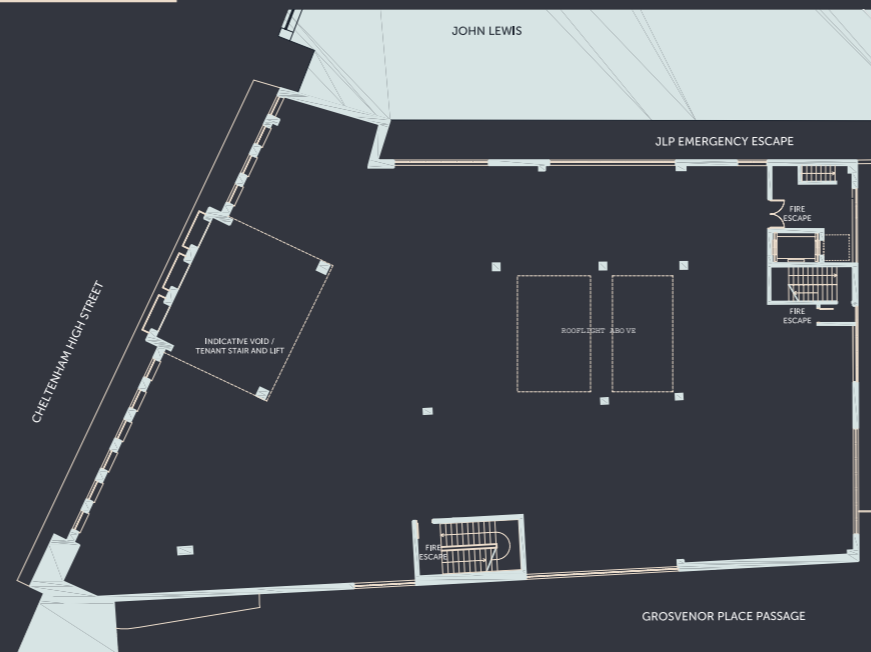 JOHN LEWIS
JLP EMERGENCY ESCAPE
FIRE
ESCAPE
CHELTENHAM HIGH STREET
FIRE
ESCAPE
ROOFLIGHT ABOVE
INDICATIVE VOID /
TENANT STAIR AND LIFT
FIRE
ESCAPE
GROSVENOR PLACE PASSAGE